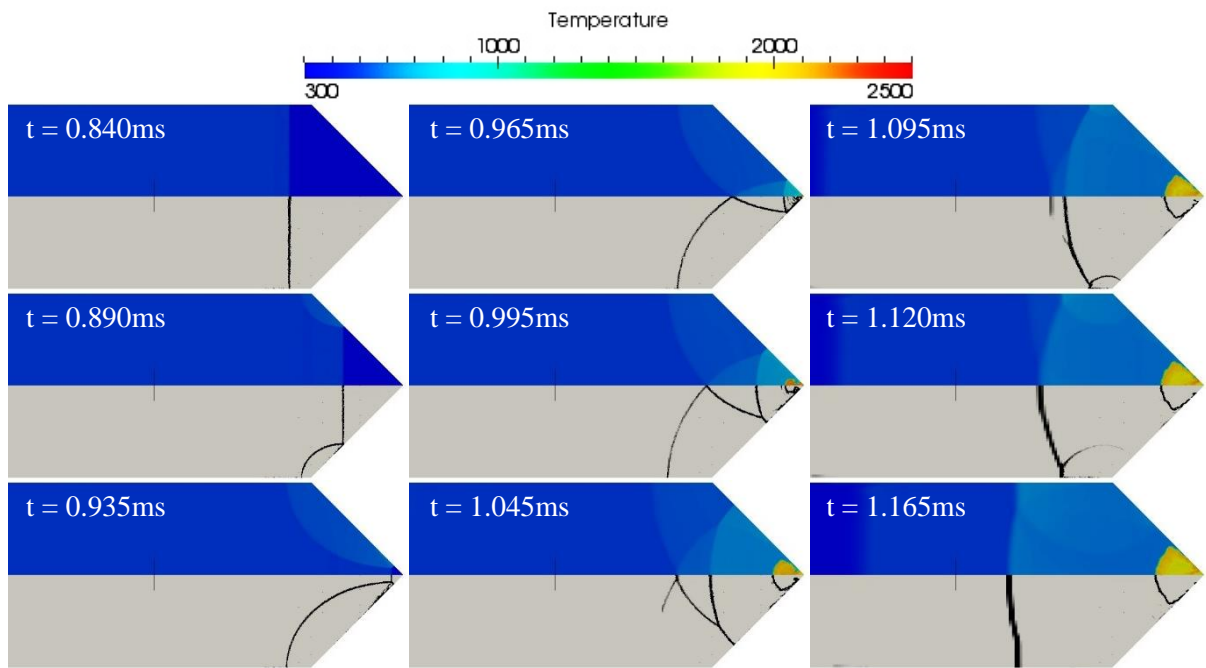 Temperature
1000 2000
300 2500
t = 0.840ms
t = 0.965ms
t = 1.095ms
t = 0.890ms
t = 0.995ms
t = 1.120ms
t = 0.935ms
t = 1.045ms
t = 1.165ms